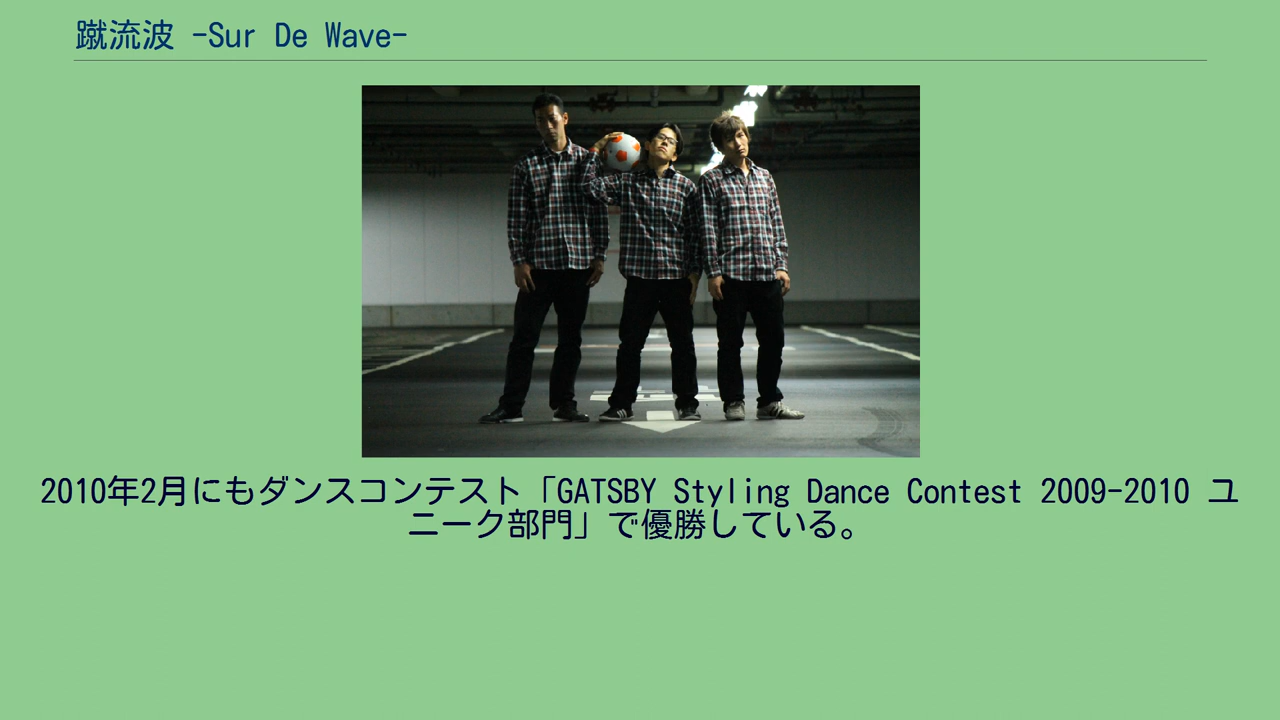 蹴流波 -Sur De Wave-
2010年2月にもダンスコンテスト「GATSBY Styling Dance Contest 2009-2010 ユ
ニーク部門」で優勝している。